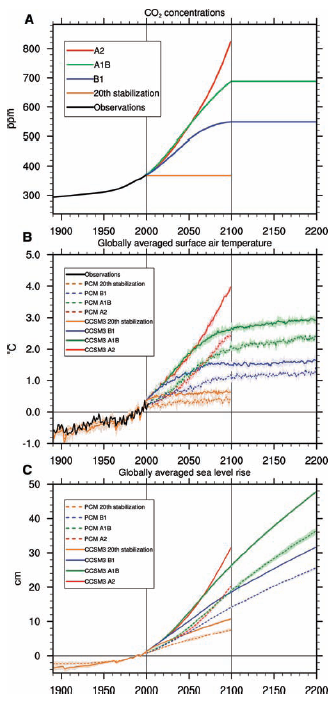 A
CO2 concentrations
800
700
600
500
400
300
ppm
A2
A1B
B1
20th stabilization
Observations
1900 1950 2000 2050 2100 2150 2200
B
Globally averaged surface air temperature
5.0
4.0
3.0
2.0
1.0
0.0
-1.0
°C
Observations
PCM 20th stabilization
PCM B1
PCM A1B
PCM A2
CCSM3 20th stabilization
CCSM3 B1
CCSM3 A1B
CCSM3 A2
1900 1950 2000 2050 2100 2150 2200
C
Globally averaged sea level rise
50
40
30
20
10
0
cm
PCM 20th stabilization
PCM B1
PCM A1B
PCM A2
CCSM3 20th stabilization
CCSM3 B1
CCSM3 A1B
CCSM3 A2
1900 1950 2000 2050 2100 2150 2200